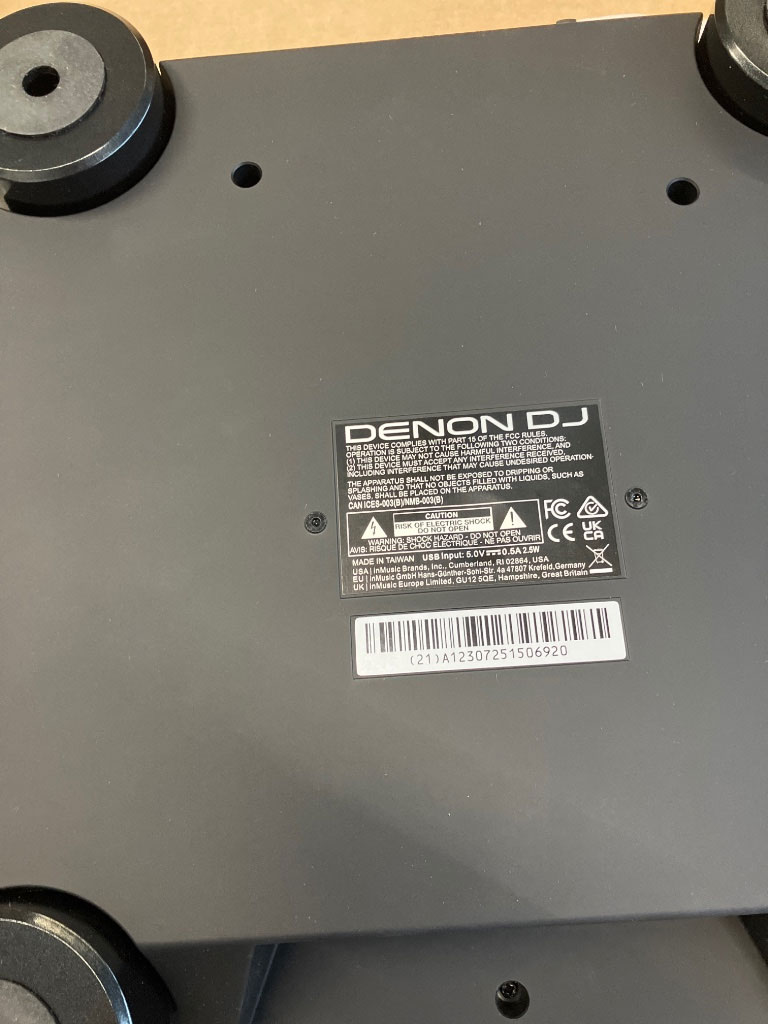 DENON DJ
THIS DEVICE COMPLIES WITH PART 15 OF THE FCC RULES.
OPERATION IS SUBJECT TO THE FOLLOWING TWO CONDITIONS:
(1) THIS DEVICE MAY NOT CAUSE HARMFUL INTERFERENCE, AND
(2) THIS DEVICE MUST ACCEPT ANY INTERFERENCE RECEIVED,
INCLUDING INTERFERENCE THAT MAY CAUSE UNDESIRED OPERATION.
THE APPARATUS SHALL NOT BE EXPOSED TO DRIPPING OR
SPLASHING AND THAT NO OBJECTS FILLED WITH LIQUIDS, SUCH AS
VASES, SHALL BE PLACED ON THE APPARATUS.
CAN ICES-003(B)/NMB-003(B)
CAUTION
RISK OF ELECTRIC SHOCK
DO NOT OPEN
WARNING: SHOCK HAZARD - DO NOT OPEN
AVIS: RISQUE DE CHOC ELECTRIQUE - NE PAS OUVRIR
FC
CE UK CA
MADE IN TAIWAN USB Input: 5.0V⎓0.5A 2.5W
USA | inMusic Brands, Inc., Cumberland, RI 02864, USA
EU | inMusic GmbH Hans-Günther-Sohl-Str. 4a 47807 Krefeld,Germany
UK | inMusic Europe Limited, GU12 5QE, Hampshire, Great Britain
(21)A12307251506920